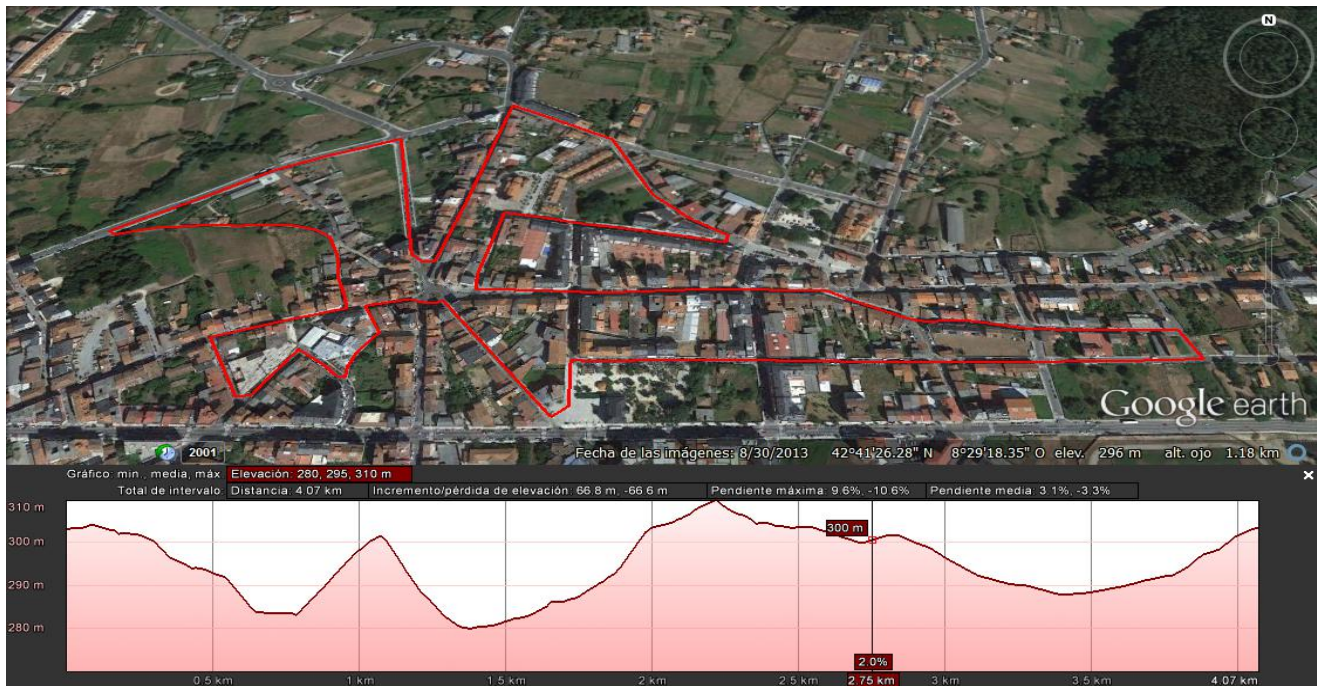 N
Google earth
2001
Fecha de las imágenes: 8/30/2013 42°41'26.28" N 8°29'18.35" O elev. 296 m alt. ojo 1.18 km
Gráfico: min., media, máx Elevación: 280, 295, 310 m
Total de intervalo: Distancia: 4.07 km Incremento/pérdida de elevación: 66.8 m, -66.6 m Pendiente máxima: 9.6%, -10.6% Pendiente media: 3.1%, -3.3%
310 m
300 m
300 m
290 m
280 m
2.0%
0.5 km 1 km 1.5 km 2 km 2.5 km 2.75 km 3 km 3.5 km 4.07 km